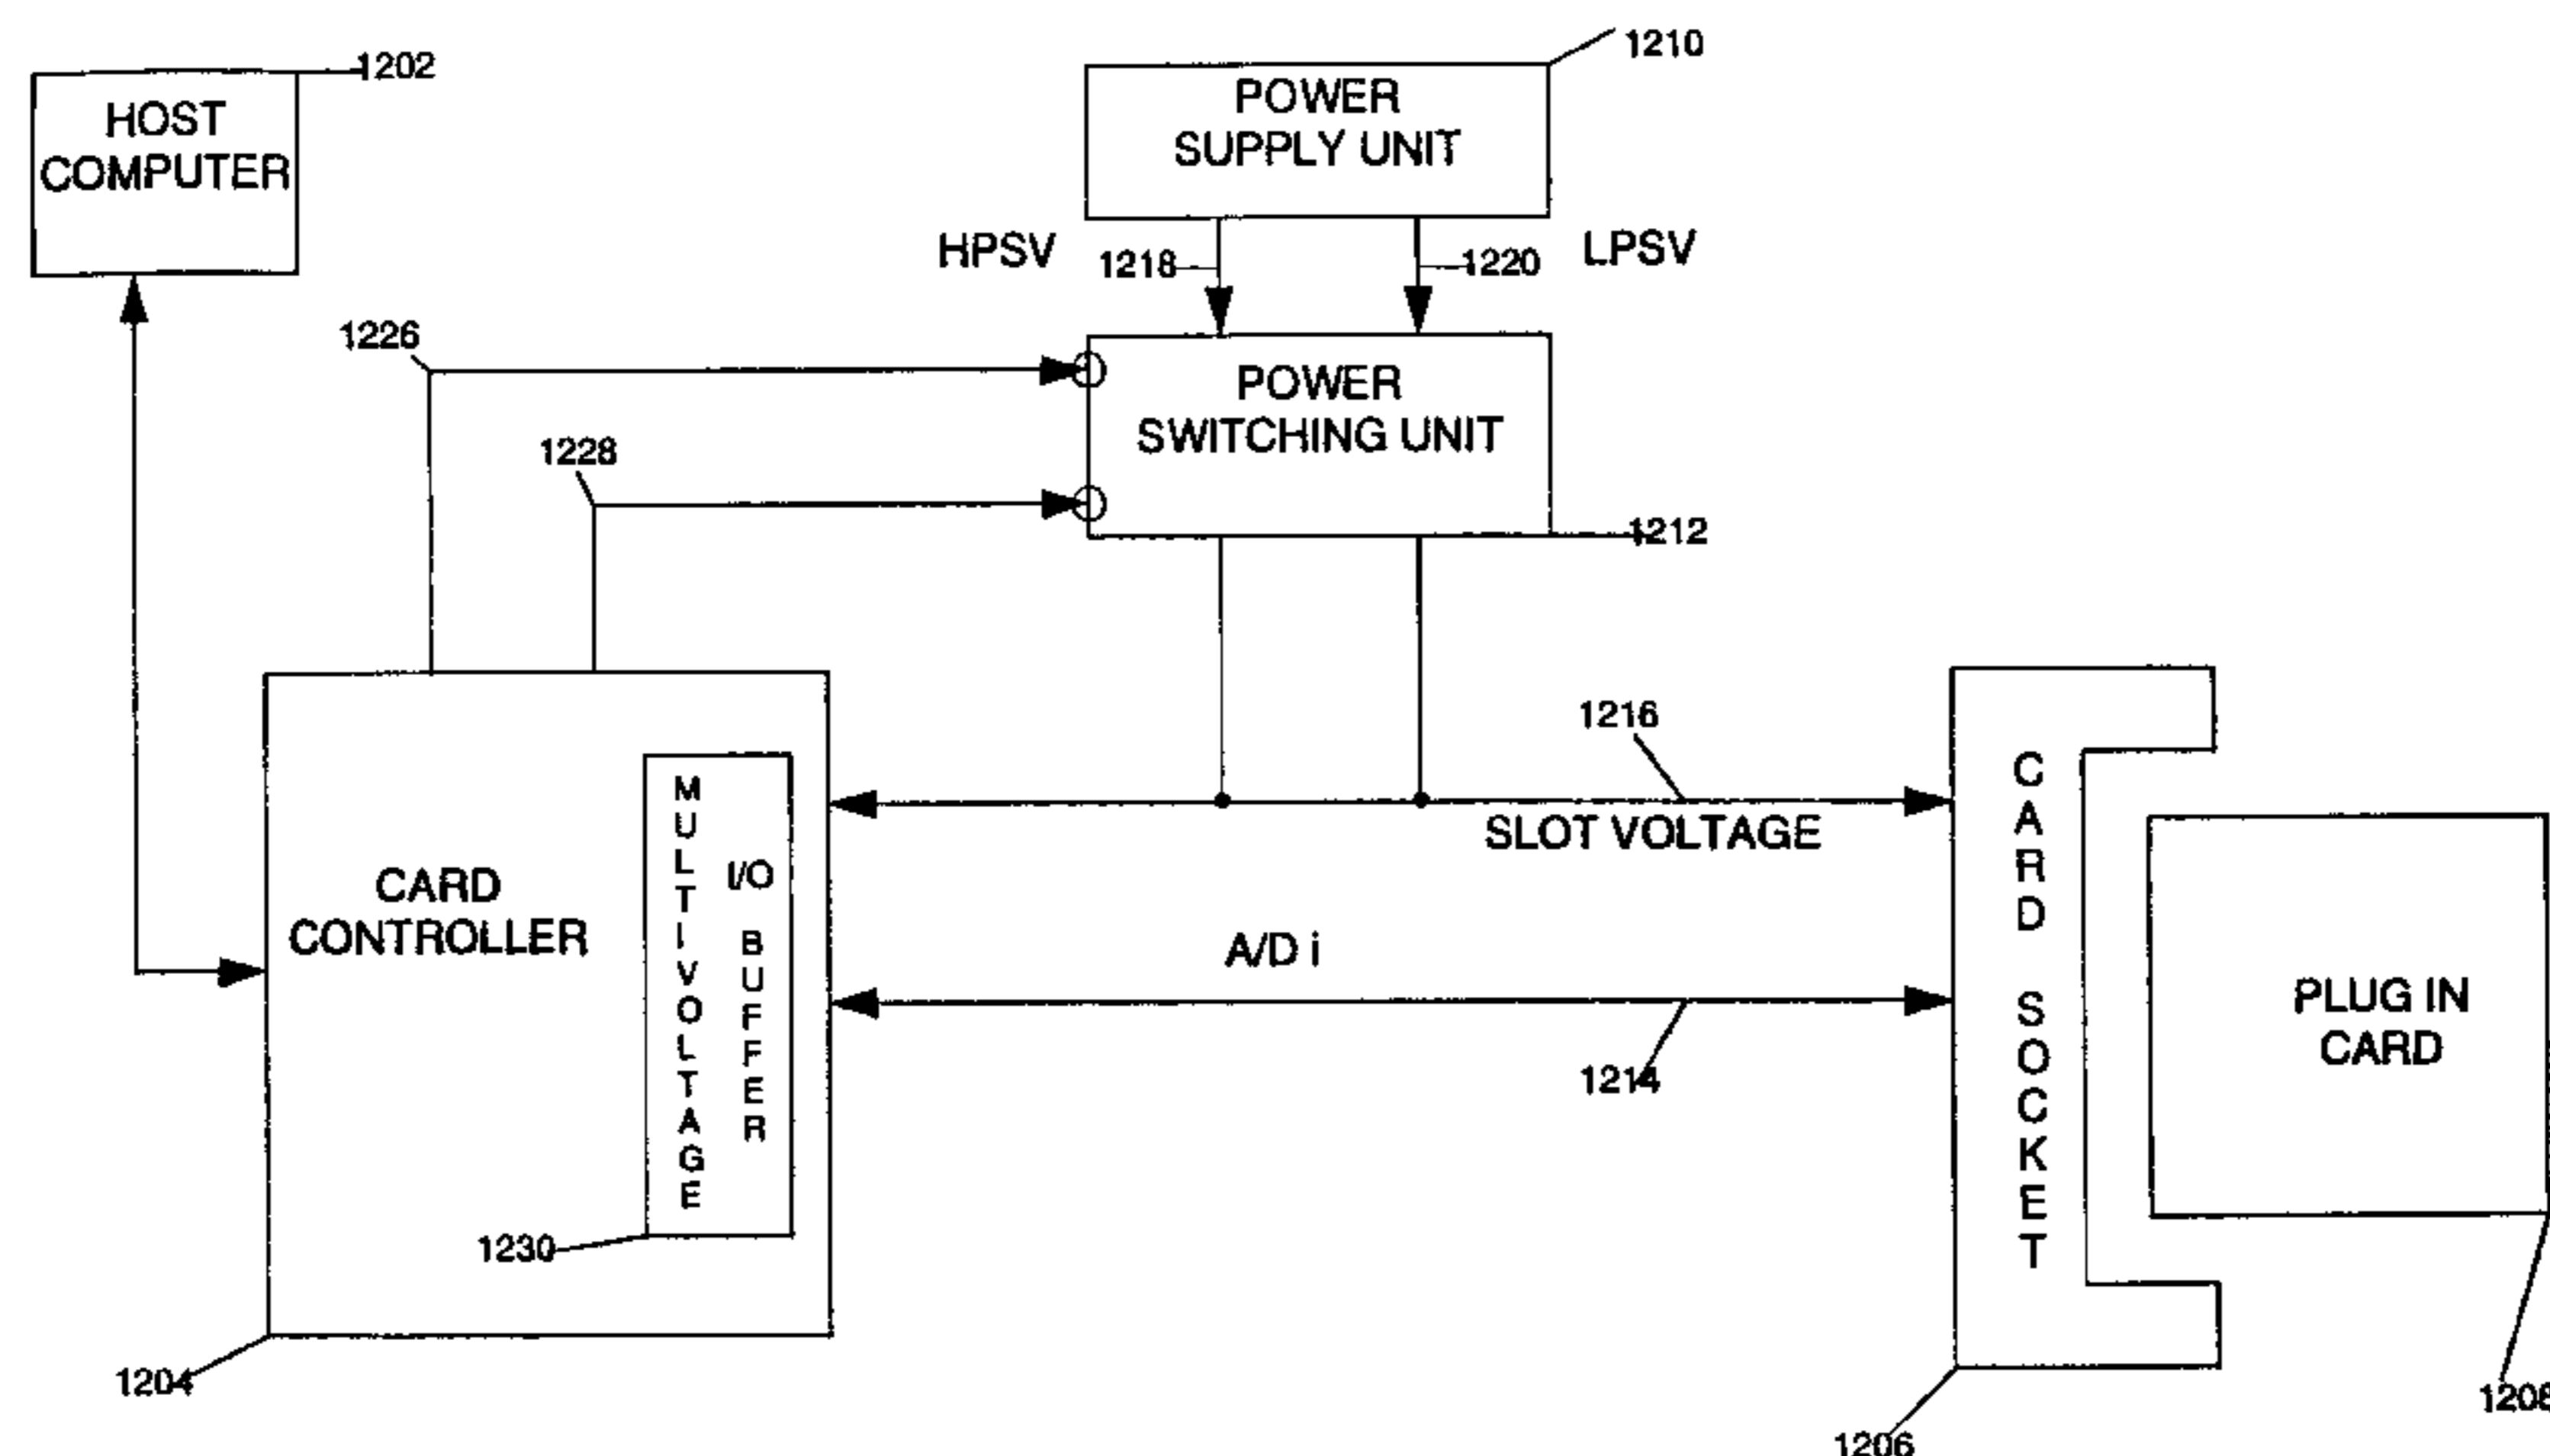 1202
HOST
COMPUTER
1210
POWER
SUPPLY UNIT
HPSV
1218
1220
LPSV
1226
1228
POWER
SWITCHING UNIT
1212
CARD
CONTROLLER
MULTIVOLTAGE
I/O BUFFER
1230
1204
1216
SLOT VOLTAGE
A/D i
1214
CARD SOCKET
PLUG IN
CARD
1206
1208